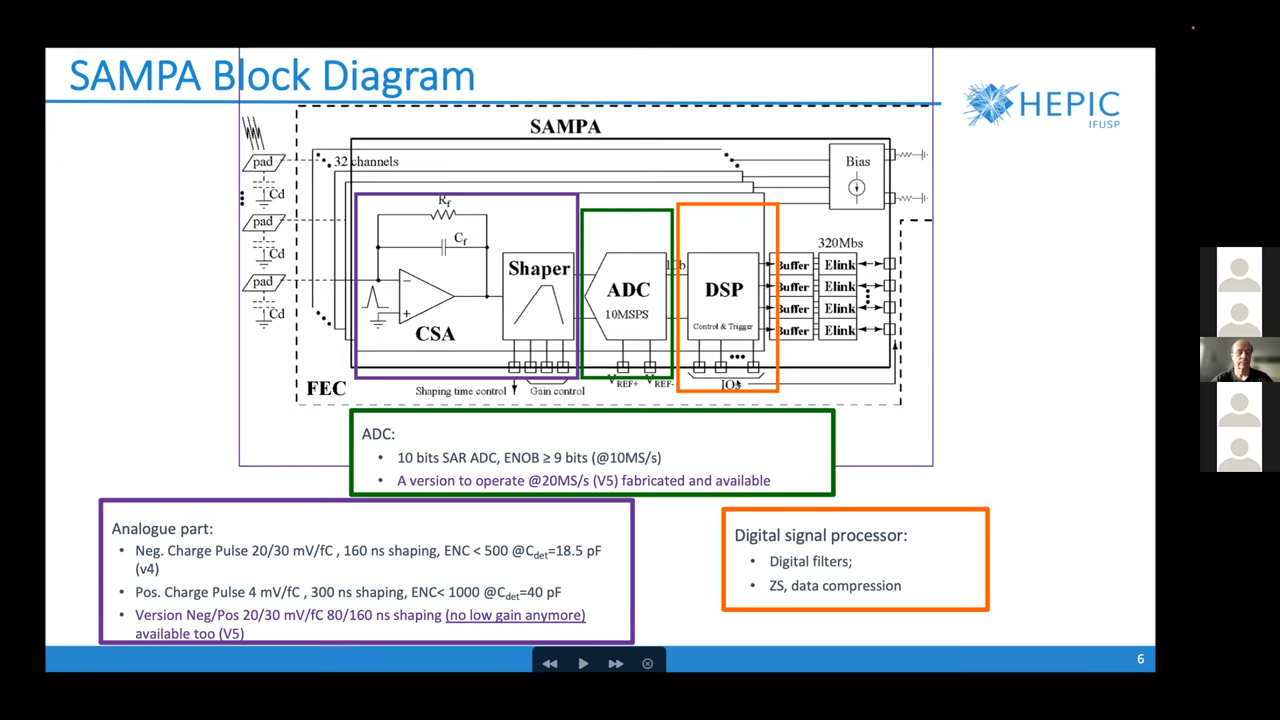 SAMPA Block Diagram
HEPIC
IFUSP
SAMPA
pad
32 channels
Bias
Cd
Rf
pad
Cf
320Mbs
Cd
Shaper
Buffer
Elink
pad
ADC
DSP
Buffer
Elink
Cd
10MSPS
Buffer
Elink
CSA
Control & Trigger
Buffer
Elink
FEC
Shaping time control
Gain control
VREF+
VREF-
IOs
ADC:
• 10 bits SAR ADC, ENOB ≥ 9 bits (@10MS/s)
• A version to operate @20MS/s (V5) fabricated and available
Analogue part:
• Neg. Charge Pulse 20/30 mV/fC , 160 ns shaping, ENC < 500 @Cdet=18.5 pF
(v4)
• Pos. Charge Pulse 4 mV/fC , 300 ns shaping, ENC< 1000 @Cdet=40 pF
• Version Neg/Pos 20/30 mV/fC 80/160 ns shaping (no low gain anymore)
available too (V5)
Digital signal processor:
• Digital filters;
• ZS, data compression
6